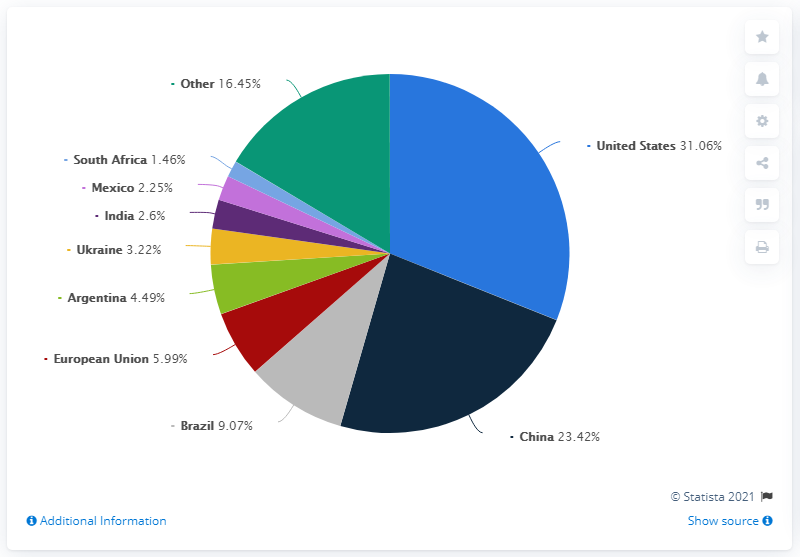 Other 16.45%
United States 31.06%
South Africa 1.46%
Mexico 2.25%
India 2.6%
Ukraine 3.22%
Argentina 4.49%
European Union 5.99%
Brazil 9.07%
China 23.42%
© Statista 2021
Additional Information
Show source